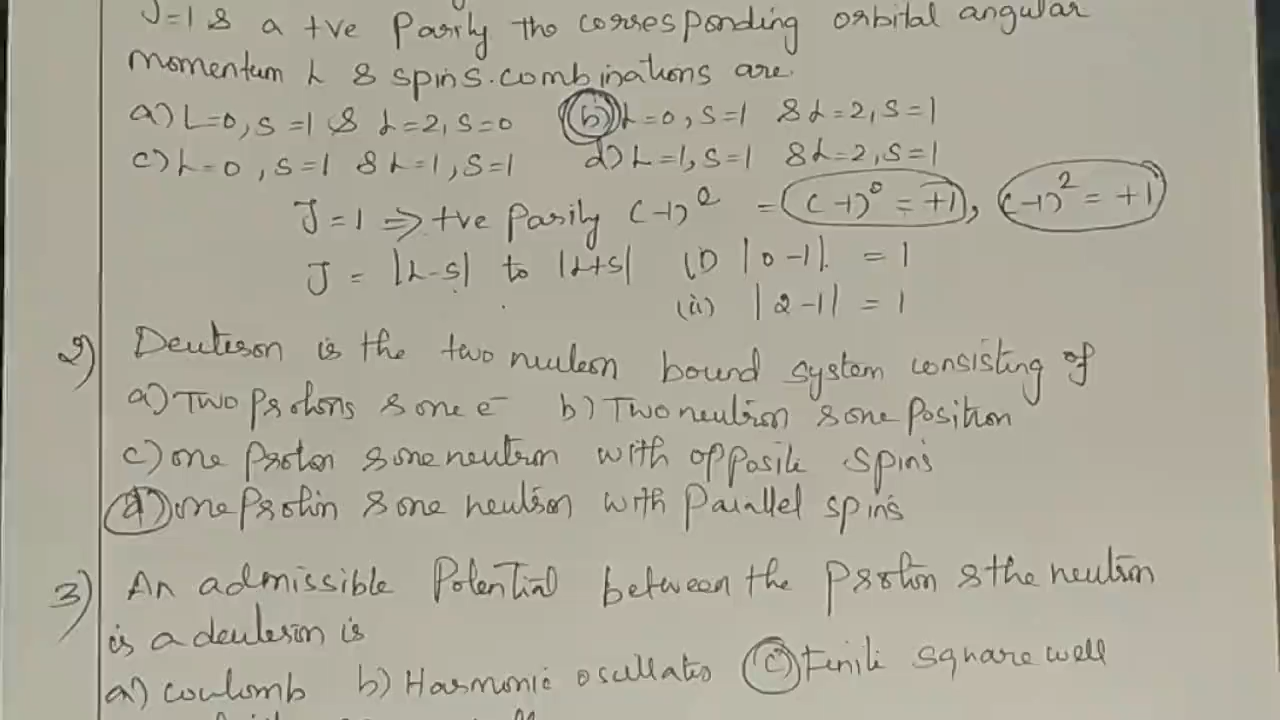 J=1 & a +ve Parity the corresponding orbital angular
momentum L & spins.combinations are.
a) L=0, S=1 & L=2, S=0 b) L=0, S=1 & L=2, S=1
c) L=0, S=1 & L=1, S=1 d) L=1, S=1 & L=2, S=1
J=1 ⇒ +ve Parity (-1)^l = (-1)^0 = +1, (-1)^2 = +1
J = |L-S| to |L+S| (i) |0-1| = 1
(ii) |2-1| = 1
2) Deuteron is the two nucleon bound system consisting of
a) Two Protons & one e- b) Two neutron & one Position
c) one Proton & one neutron with opposite spins
d) one Proton & one neutron with Parallel spins
3) An admissible Potential between the Proton & the neutron
is a deuteron is
a) coulomb b) Harmonic oscillator c) Finite square well